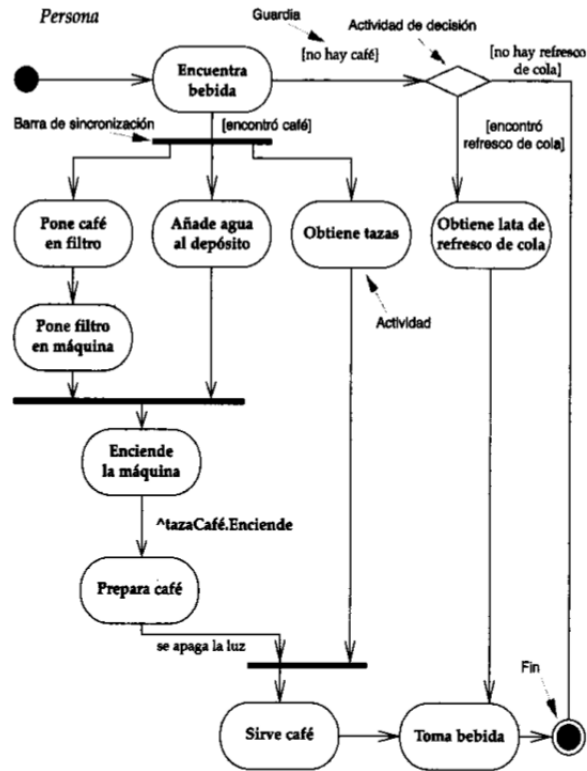 Persona
Guardia
Actividad de decisión
[no hay café]
[no hay refresco
de cola]
Encuentra
bebida
Barra de sincronización
[encontró café]
[encontró
refresco de cola]
Pone café
en filtro
Añade agua
al depósito
Obtiene tazas
Obtiene lata de
refresco de cola
Actividad
Pone filtro
en máquina
Enciende
la máquina
^tazaCafé.Enciende
Prepara café
se apaga la luz
Fin
Sirve café
Toma bebida